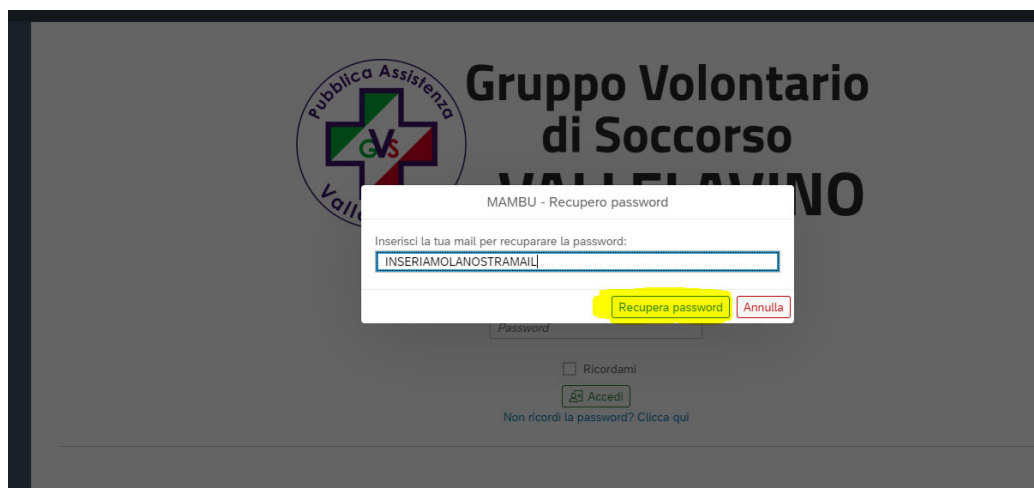 Pubblica Assistenza
GVS
Gruppo Volontario
di Soccorso
MAMBU - Recupero password
Inserisci la tua mail per recuparare la password:
INSERIAMOLANOSTRAMAIL
Recupera password Annulla
Password
Ricordami
Accedi
Non ricordi la password? Clicca qui